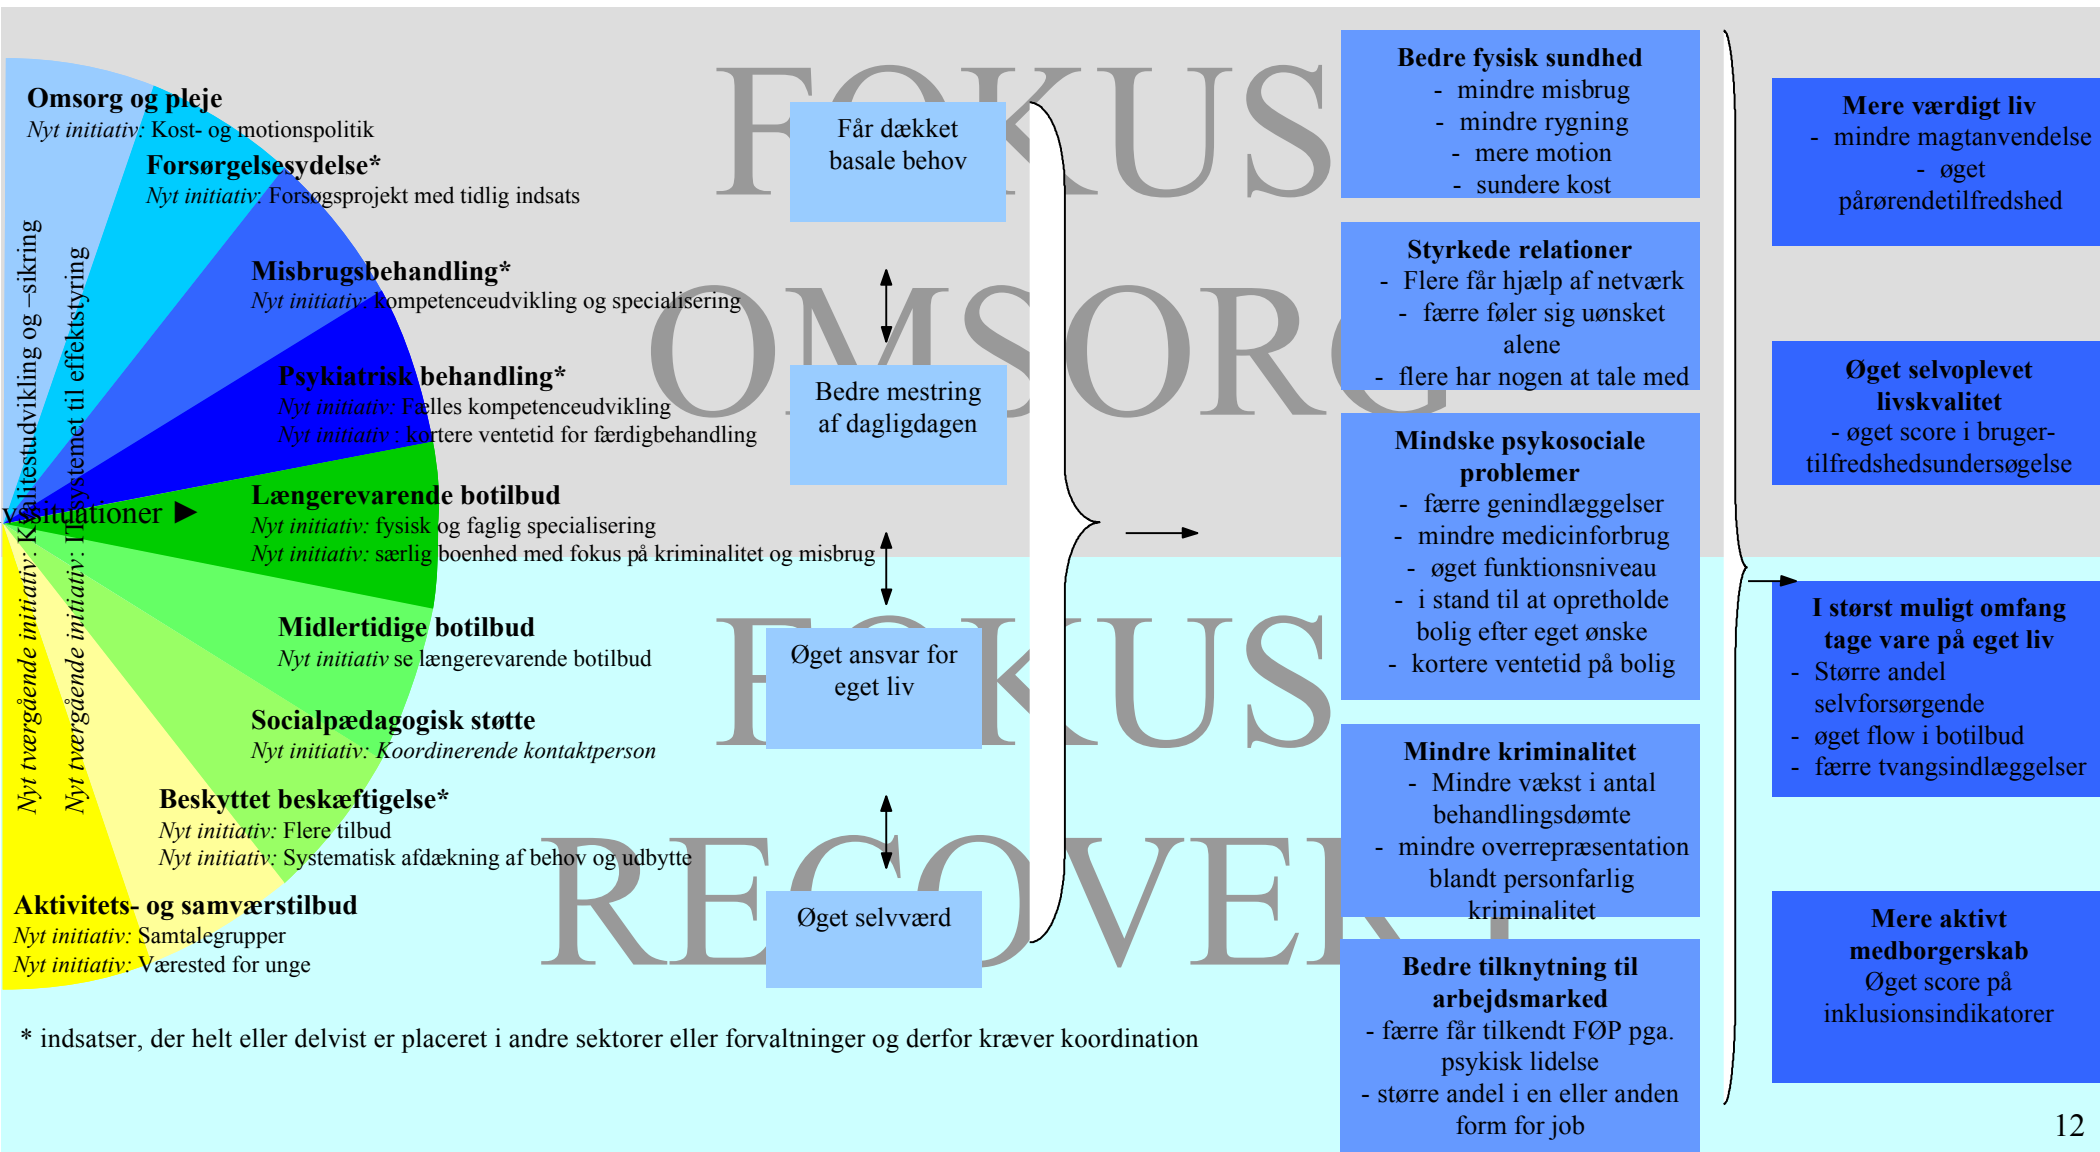 FOKUS
OMSORG
FOKUS
RECOVERY
Omsorg og pleje
Nyt initiativ: Kost- og motionspolitik
Forsørgelsesydelse*
Nyt initiativ: Forsøgsprojekt med tidlig indsats
Misbrugsbehandling*
Nyt initiativ: kompetenceudvikling og specialisering
Psykiatrisk behandling*
Nyt initiativ: Fælles kompetenceudvikling
Nyt initiativ : kortere ventetid for færdigbehandling
Længerevarende botilbud
Nyt initiativ: fysisk og faglig specialisering
Nyt initiativ: særlig boenhed med fokus på kriminalitet og misbrug
Midlertidige botilbud
Nyt initiativ se længerevarende botilbud
Socialpædagogisk støtte
Nyt initiativ: Koordinerende kontaktperson
Beskyttet beskæftigelse*
Nyt initiativ: Flere tilbud
Nyt initiativ: Systematisk afdækning af behov og udbytte
Aktivitets- og samværstilbud
Nyt initiativ: Samtalegrupper
Nyt initiativ: Værested for unge
Nyt tværgående initiativ: Kvalitestudvikling og –sikring
Nyt tværgående initiativ: IT-systemet til effektstyring
vssituationer ►
Får dækket
basale behov
Bedre mestring
af dagligdagen
Øget ansvar for
eget liv
Øget selvværd
Bedre fysisk sundhed
- mindre misbrug
- mindre rygning
- mere motion
- sundere kost
Styrkede relationer
- Flere får hjælp af netværk
- færre føler sig uønsket
alene
- flere har nogen at tale med
Mindske psykosociale
problemer
- færre genindlæggelser
- mindre medicinforbrug
- øget funktionsniveau
- i stand til at opretholde
bolig efter eget ønske
- kortere ventetid på bolig
Mindre kriminalitet
- Mindre vækst i antal
behandlingsdømte
- mindre overrepræsentation
blandt personfarlig
kriminalitet
Bedre tilknytning til
arbejdsmarked
- færre får tilkendt FØP pga.
psykisk lidelse
- større andel i en eller anden
form for job
Mere værdigt liv
- mindre magtanvendelse
- øget
pårørendetilfredshed
Øget selvoplevet
livskvalitet
- øget score i bruger-
tilfredshedsundersøgelse
I størst muligt omfang
tage vare på eget liv
- Større andel
selvforsørgende
- øget flow i botilbud
- færre tvangsindlæggelser
Mere aktivt
medborgerskab
Øget score på
inklusionsindikatorer
* indsatser, der helt eller delvist er placeret i andre sektorer eller forvaltninger og derfor kræver koordination
12